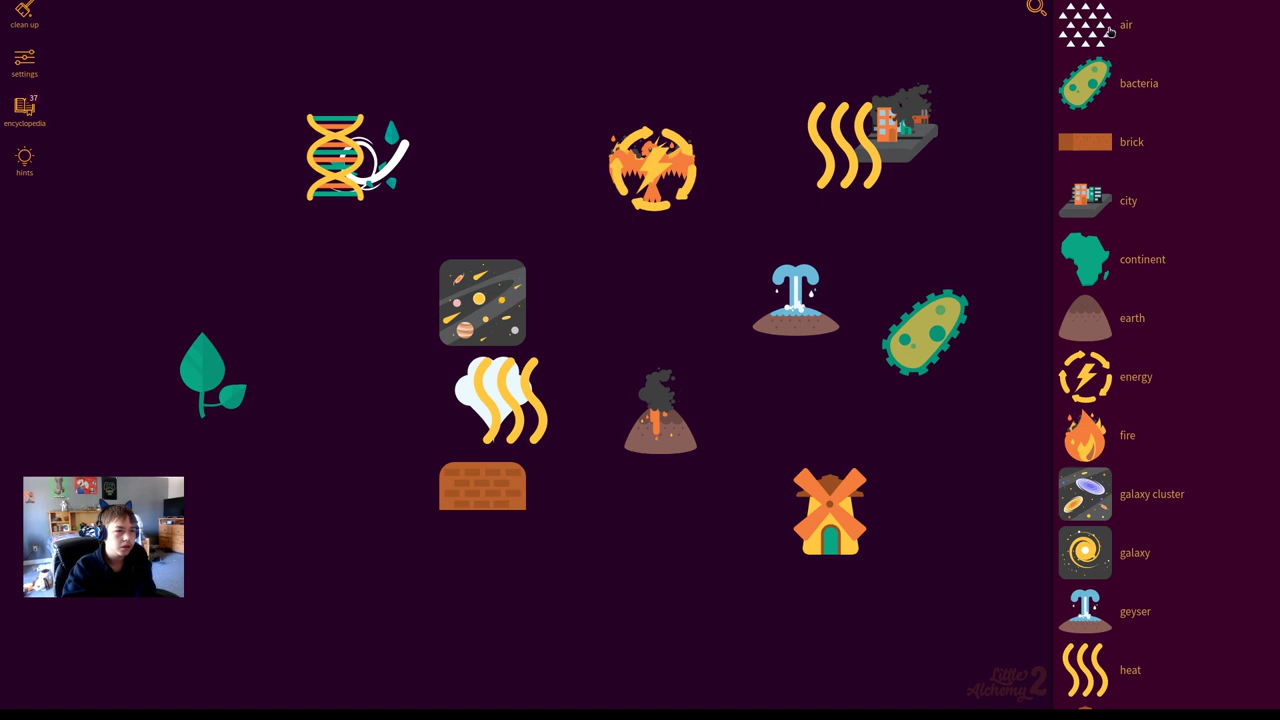 clean up
settings
37
encyclopedia
hints
air
bacteria
brick
city
continent
earth
energy
fire
galaxy cluster
galaxy
geyser
heat
Little
Alchemy 2